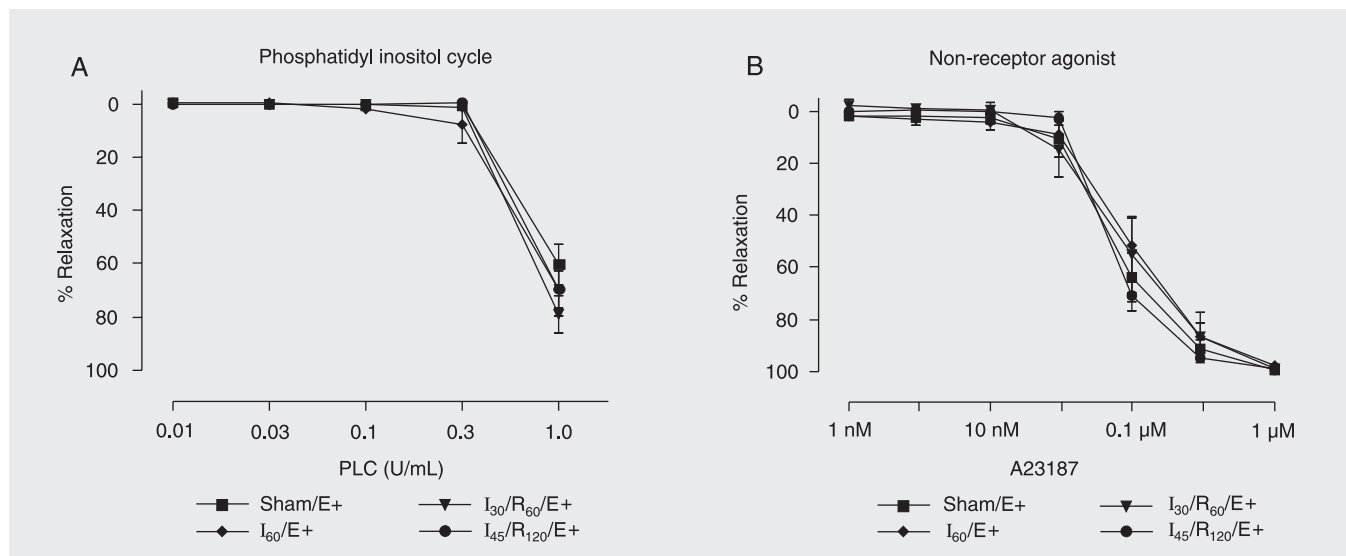 A
Phosphatidyl inositol cycle
% Relaxation
0
20
40
60
80
100
0.01 0.03 0.1 0.3 1.0
PLC (U/mL)
Sham/E+
I30/R60/E+
I60/E+
I45/R120/E+
B
Non-receptor agonist
% Relaxation
0
20
40
60
80
100
1 nM 10 nM 0.1 µM 1 µM
A23187
Sham/E+
I30/R60/E+
I60/E+
I45/R120/E+